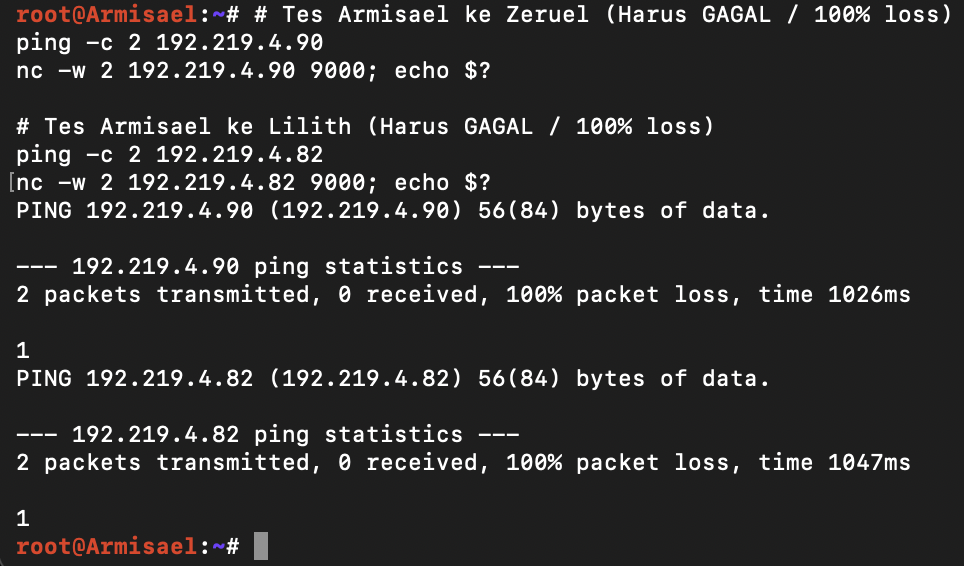 root@Armisael:~# # Tes Armisael ke Zeruel (Harus GAGAL / 100% loss)
ping -c 2 192.219.4.90
nc -w 2 192.219.4.90 9000; echo $?

# Tes Armisael ke Lilith (Harus GAGAL / 100% loss)
ping -c 2 192.219.4.82
[nc -w 2 192.219.4.82 9000; echo $?
PING 192.219.4.90 (192.219.4.90) 56(84) bytes of data.

--- 192.219.4.90 ping statistics ---
2 packets transmitted, 0 received, 100% packet loss, time 1026ms

1
PING 192.219.4.82 (192.219.4.82) 56(84) bytes of data.

--- 192.219.4.82 ping statistics ---
2 packets transmitted, 0 received, 100% packet loss, time 1047ms

1
root@Armisael:~#